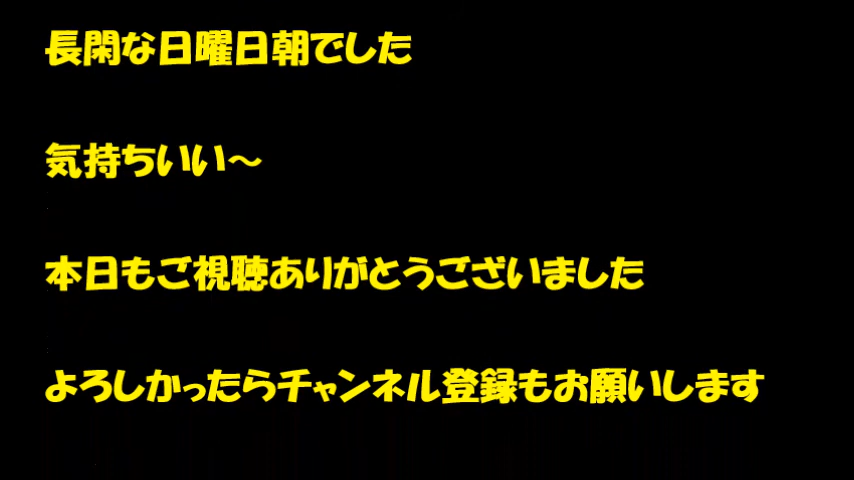 長閑な日曜日朝でした
気持ちいい～
本日もご視聴ありがとうございました
よろしかったらチャンネル登録もお願いします